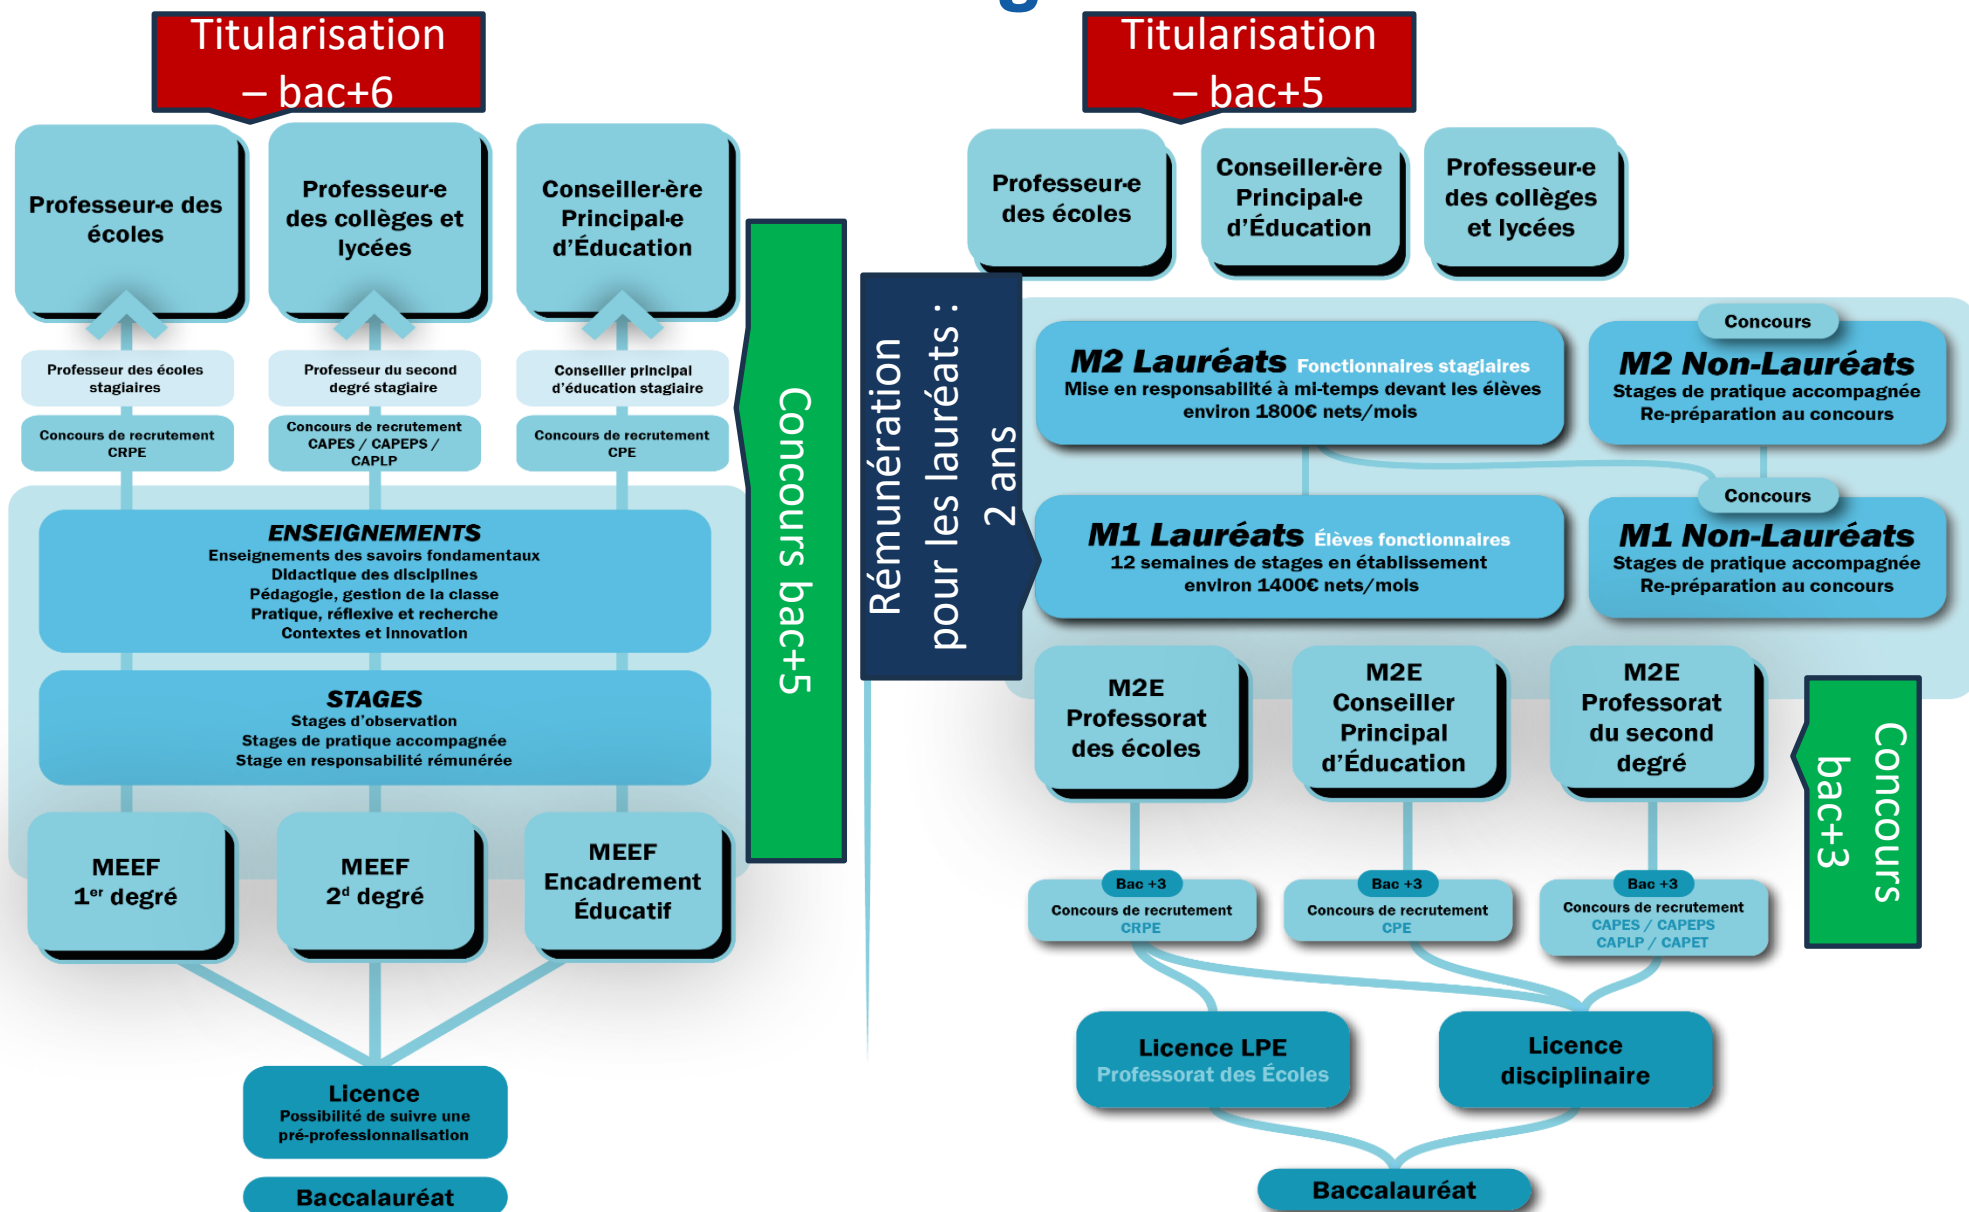 Titularisation
– bac+6
Professeur·e des
écoles
Professeur·e
des collèges et
lycées
Conseiller·ère
Principal·e
d'Éducation
Professeur des écoles
stagiaires
Professeur du second
degré stagiaire
Conseiller principal
d'éducation stagiaire
Concours de recrutement
CRPE
Concours de recrutement
CAPES / CAPEPS /
CAPLP
Concours de recrutement
CPE
ENSEIGNEMENTS
Enseignements des savoirs fondamentaux
Didactique des disciplines
Pédagogie, gestion de la classe
Pratique, réflexive et recherche
Contextes et innovation
STAGES
Stages d'observation
Stages de pratique accompagnée
Stage en responsabilité rémunérée
MEEF
1er degré
MEEF
2d degré
MEEF
Encadrement
Éducatif
Licence
Possibilité de suivre une
pré-professionnalisation
Baccalauréat
Concours bac+5
Rémunération
pour les lauréats :
2 ans
Titularisation
– bac+5
Professeur·e
des écoles
Conseiller·ère
Principal·e
d'Éducation
Professeur·e
des collèges
et lycées
M2 Lauréats Fonctionnaires stagiaires
Mise en responsabilité à mi-temps devant les élèves
environ 1800€ nets/mois
Concours
M2 Non-Lauréats
Stages de pratique accompagnée
Re-préparation au concours
M1 Lauréats Élèves fonctionnaires
12 semaines de stages en établissement
environ 1400€ nets/mois
Concours
M1 Non-Lauréats
Stages de pratique accompagnée
Re-préparation au concours
M2E
Professorat
des écoles
M2E
Conseiller
Principal
d'Éducation
M2E
Professorat
du second
degré
Concours
bac+3
Bac +3
Concours de recrutement
CRPE
Bac +3
Concours de recrutement
CPE
Bac +3
Concours de recrutement
CAPES / CAPEPS
CAPLP / CAPET
Licence LPE
Professorat des Écoles
Licence
disciplinaire
Baccalauréat